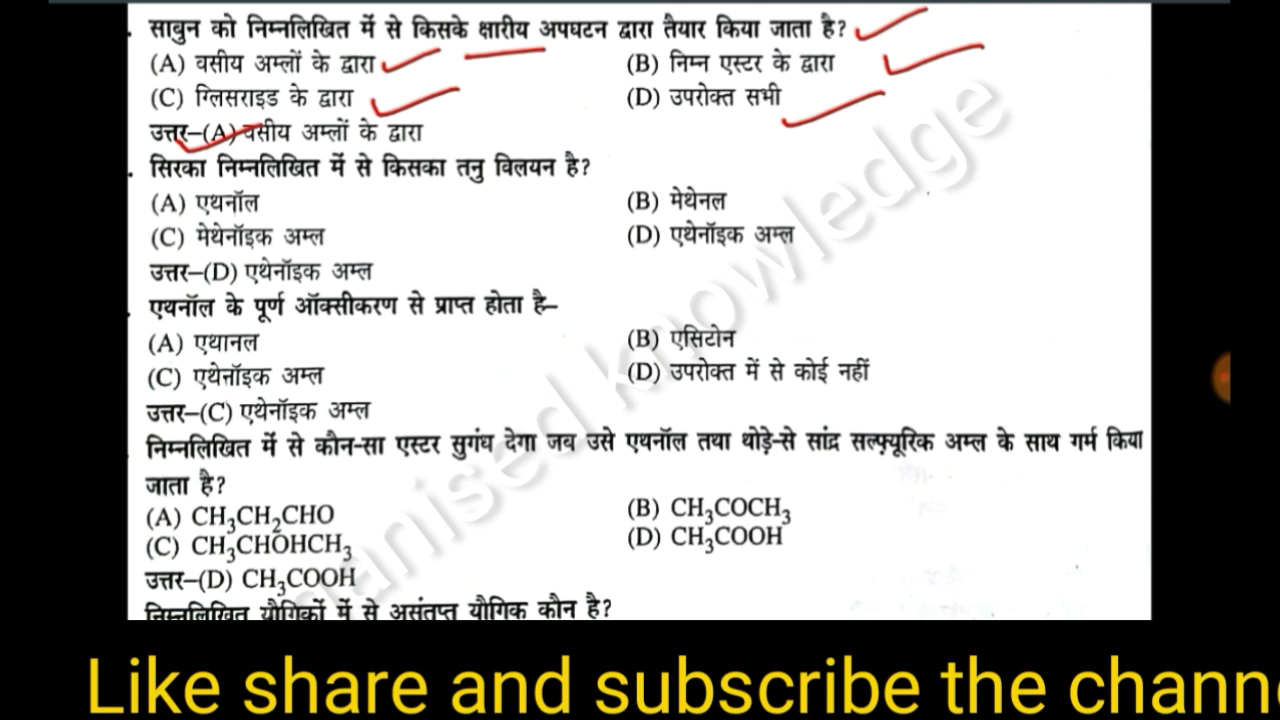 साबुन को निम्नलिखित में से किसके क्षारीय अपघटन द्वारा तैयार किया जाता है?
(A) वसीय अम्लों के द्वारा (B) निम्न एस्टर के द्वारा
(C) ग्लिसराइड के द्वारा (D) उपरोक्त सभी
उत्तर–(A) वसीय अम्लों के द्वारा
सिरका निम्नलिखित में से किसका तनु विलयन है?
(A) एथनॉल (B) मेथेनल
(C) मेथेनॉइक अम्ल (D) एथेनॉइक अम्ल
उत्तर–(D) एथेनॉइक अम्ल
एथनॉल के पूर्ण ऑक्सीकरण से प्राप्त होता है–
(A) एथानल (B) एसिटोन
(C) एथेनॉइक अम्ल (D) उपरोक्त में से कोई नहीं
उत्तर–(C) एथेनॉइक अम्ल
निम्नलिखित में से कौन-सा एस्टर सुगंध देगा जब उसे एथनॉल तथा थोड़े-से सांद्र सल्फ्यूरिक अम्ल के साथ गर्म किया
जाता है?
(A) CH₃CH₂CHO (B) CH₃COCH₃
(C) CH₃CHOHCH₃ (D) CH₃COOH
उत्तर–(D) CH₃COOH
निम्नलिखित यौगिकों में से असंतप्त यौगिक कौन है?
anised knowledge
Like share and subscribe the chann